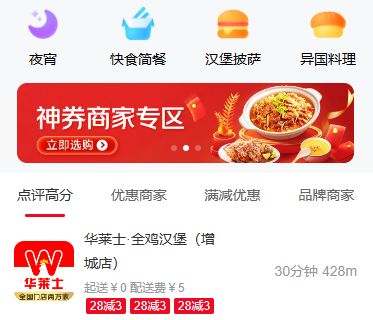 夜宵 快食简餐 汉堡披萨 异国料理
神券商家专区
立即选购
点评高分 优惠商家 满减优惠 品牌商家
华莱士·全鸡汉堡（增
城店）
30分钟 428m
华莱士
全国门店两万家
起送￥0 配送费￥5
28减3 28减3 28减3